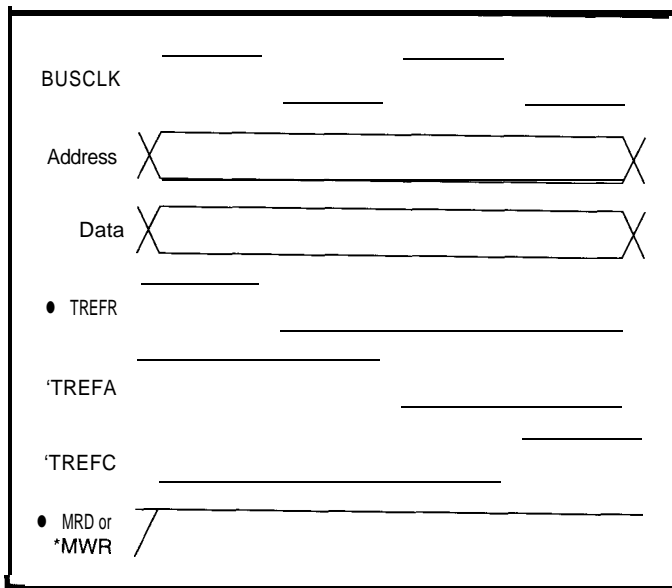 BUSCLK
Address
Data
● TREFR
‘TREFA
‘TREFC
● MRD or
*MWR